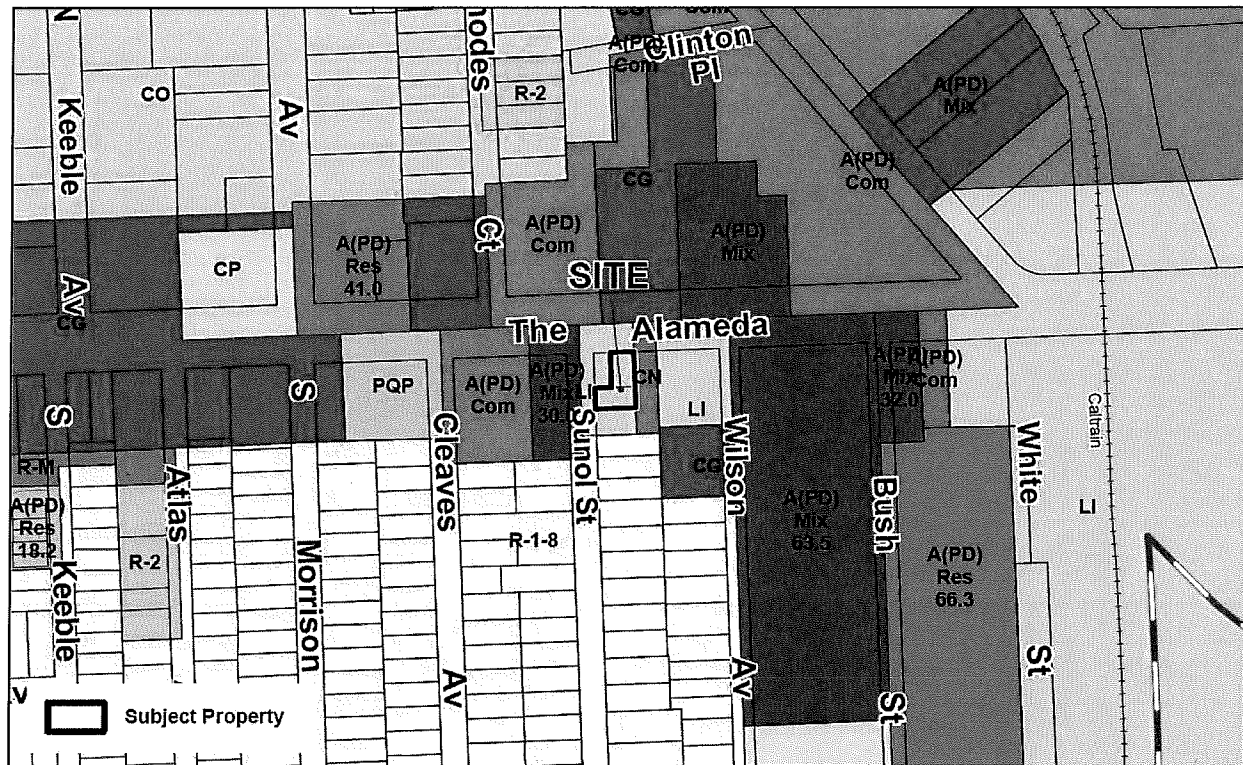 N
Keeble
Av
CO
Av
hodes
R-2
CG
Com
A(PD)
Com
Clinton
Pl
A(PD)
Mix
A(PD)
Com
CG
Ct
A(PD)
Com
A(PD)
Mix
A(PD)
Res
41.0
CP
CG
SITE
The Alameda
PQP
A(PD)
Com
A(PD)
Mix
30.0
LI
CN
LI
A(PD)
Mix
32.0
A(PD)
Com
S
S
Cleaves
Sunol St
Wilson
CG
R-M
A(PD)
Res
18.2
Atlas
R-2
Keeble
Morrison
R-1-8
A(PD)
Mix
63.5
Bush
A(PD)
Res
66.3
White
LI
Caltrain
Av
Av
St
St
Av
Subject Property